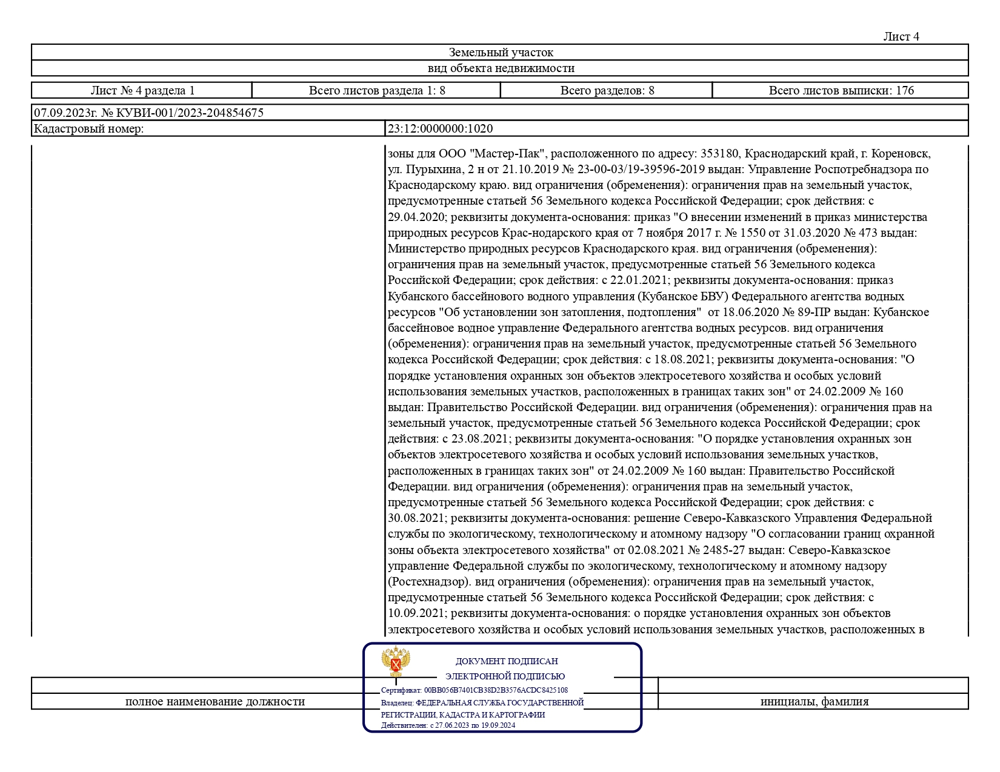 Лист 4
Земельный участок
вид объекта недвижимости
Лист № 4 раздела 1 Всего листов раздела 1: 8 Всего разделов: 8 Всего листов выписки: 176
07.09.2023г. № КУВИ-001/2023-204854675
Кадастровый номер: 23:12:0000000:1020
зоны для ООО "Мастер-Пак", расположенного по адресу: 353180, Краснодарский край, г. Кореновск,
ул. Пурыхина, 2 н от 21.10.2019 № 23-00-03/19-39596-2019 выдан: Управление Роспотребнадзора по
Краснодарскому краю. вид ограничения (обременения): ограничения прав на земельный участок,
предусмотренные статьей 56 Земельного кодекса Российской Федерации; срок действия: с
29.04.2020; реквизиты документа-основания: приказ "О внесении изменений в приказ министерства
природных ресурсов Крас-нодарского края от 7 ноября 2017 г. № 1550 от 31.03.2020 № 473 выдан:
Министерство природных ресурсов Краснодарского края. вид ограничения (обременения):
ограничения прав на земельный участок, предусмотренные статьей 56 Земельного кодекса
Российской Федерации; срок действия: с 22.01.2021; реквизиты документа-основания: приказ
Кубанского бассейнового водного управления (Кубанское БВУ) Федерального агентства водных
ресурсов "Об установлении зон затопления, подтопления"  от 18.06.2020 № 89-ПР выдан: Кубанское
бассейновое водное управление Федерального агентства водных ресурсов. вид ограничения
(обременения): ограничения прав на земельный участок, предусмотренные статьей 56 Земельного
кодекса Российской Федерации; срок действия: с 18.08.2021; реквизиты документа-основания: "О
порядке установления охранных зон объектов электросетевого хозяйства и особых условий
использования земельных участков, расположенных в границах таких зон" от 24.02.2009 № 160
выдан: Правительство Российской Федерации. вид ограничения (обременения): ограничения прав на
земельный участок, предусмотренные статьей 56 Земельного кодекса Российской Федерации; срок
действия: с 23.08.2021; реквизиты документа-основания: "О порядке установления охранных зон
объектов электросетевого хозяйства и особых условий использования земельных участков,
расположенных в границах таких зон" от 24.02.2009 № 160 выдан: Правительство Российской
Федерации. вид ограничения (обременения): ограничения прав на земельный участок,
предусмотренные статьей 56 Земельного кодекса Российской Федерации; срок действия: с
30.08.2021; реквизиты документа-основания: решение Северо-Кавказского Управления Федеральной
службы по экологическому, технологическому и атомному надзору "О согласовании границ охранной
зоны объекта электросетевого хозяйства" от 02.08.2021 № 2485-27 выдан: Северо-Кавказское
управление Федеральной службы по экологическому, технологическому и атомному надзору
(Ростехнадзор). вид ограничения (обременения): ограничения прав на земельный участок,
предусмотренные статьей 56 Земельного кодекса Российской Федерации; срок действия: с
10.09.2021; реквизиты документа-основания: о порядке установления охранных зон объектов
электросетевого хозяйства и особых условий использования земельных участков, расположенных в
ДОКУМЕНТ ПОДПИСАН
ЭЛЕКТРОННОЙ ПОДПИСЬЮ
Сертификат: 00BB056B7401CB38D2B3576ACDC8425108
Владелец: ФЕДЕРАЛЬНАЯ СЛУЖБА ГОСУДАРСТВЕННОЙ
РЕГИСТРАЦИИ, КАДАСТРА И КАРТОГРАФИИ
Действителен: с 27.06.2023 по 19.09.2024
полное наименование должности инициалы, фамилия